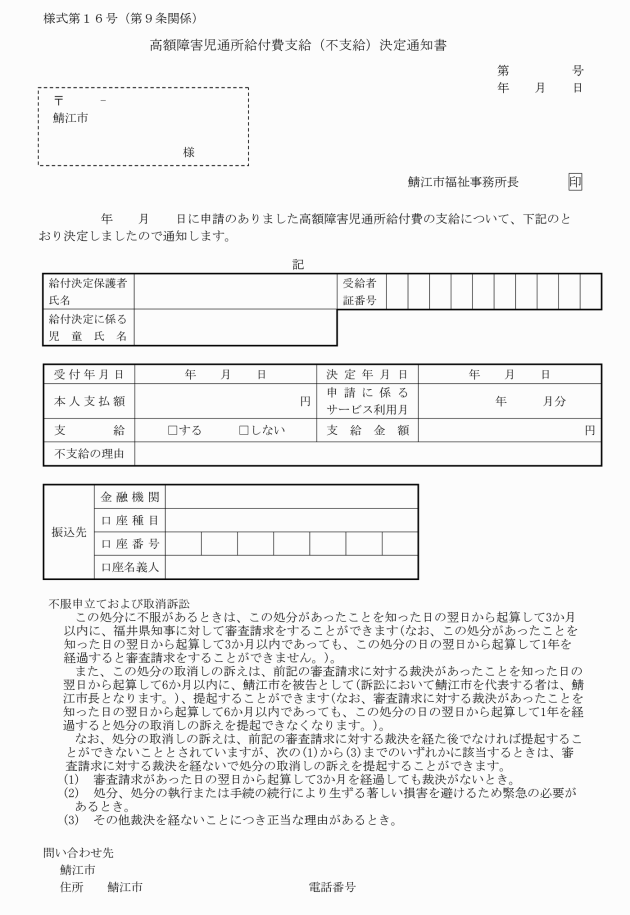 様式第16号（第9条関係）
高額障害児通所給付費支給（不支給）決定通知書
第　　　　　号
年　　月　　日
〒　　　－
鯖江市
様
鯖江市福祉事務所長　　　　印
年　　月　　日に申請のありました高額障害児通所給付費の支給について、下記のと
おり決定しましたので通知します。
記
給付決定保護者　受給者
氏名　証番号
給付決定に係る
児　童　氏　名
受付年月日　年　　月　　日　決定年月日　年　　月　　日
本人支払額　円　申請に係る　年　　　月分
サービス利用月
支　　　給　□する　　　□しない　支　給　金　額　円
不支給の理由
振込先　金融機関
口座種目
口座番号
口座名義人
不服申立ておよび取消訴訟
この処分に不服があるときは、この処分があったことを知った日の翌日から起算して3か月
以内に、福井県知事に対して審査請求をすることができます(なお、この処分があったことを
知った日の翌日から起算して3か月以内であっても、この処分の日の翌日から起算して1年を
経過すると審査請求をすることができません。)。
また、この処分の取消しの訴えは、前記の審査請求に対する裁決があったことを知った日の
翌日から起算して6か月以内に、鯖江市を被告として(訴訟において鯖江市を代表する者は、鯖
江市長となります。)、提起することができます(なお、審査請求に対する裁決があったことを
知った日の翌日から起算して6か月以内であっても、この処分の日の翌日から起算して1年を経
過すると処分の取消しの訴えを提起できなくなります。)。
なお、処分の取消しの訴えは、前記の審査請求に対する裁決を経た後でなければ提起するこ
とができないこととされていますが、次の(1)から(3)までのいずれかに該当するときは、審
査請求に対する裁決を経ないで処分の取消しの訴えを提起することができます。
(1)　審査請求があった日の翌日から起算して3か月を経過しても裁決がないとき。
(2)　処分、処分の執行または手続の続行により生ずる著しい損害を避けるため緊急の必要が
あるとき。
(3)　その他裁決を経ないことにつき正当な理由があるとき。
問い合わせ先
鯖江市
住所　　鯖江市　　電話番号